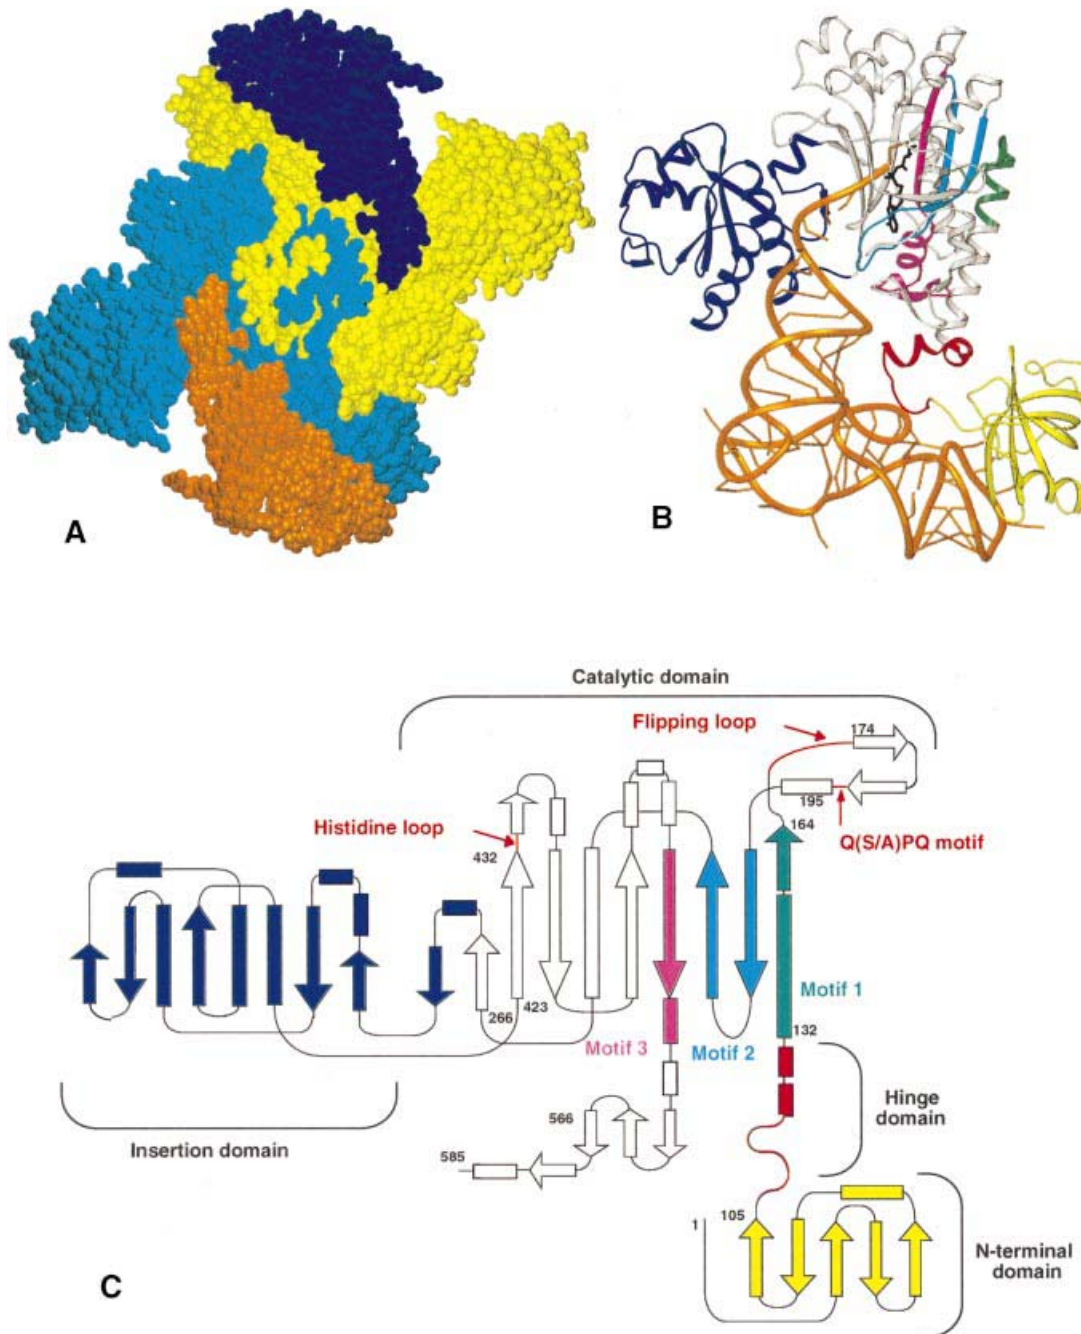 A
B
Catalytic domain
Flipping loop
174
195
164
Q(S/A)PQ motif
Histidine loop
432
266
423
Motif 3
Motif 2
Motif 1
132
Hinge
domain
Insertion domain
566
585
1
105
N-terminal
domain
C